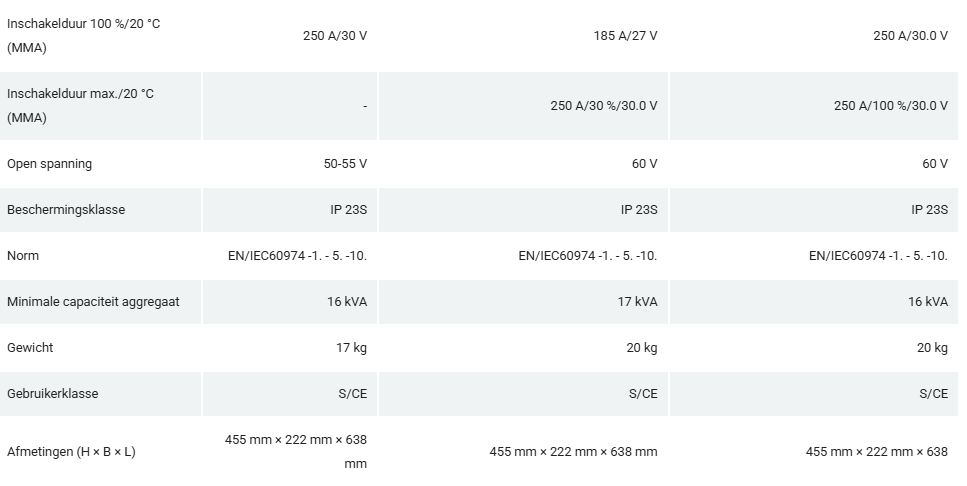 Inschakelduur 100 %/20 °C
(MMA)
250 A/30 V
185 A/27 V
250 A/30.0 V
Inschakelduur max./20 °C
(MMA)
-
250 A/30 %/30.0 V
250 A/100 %/30.0 V
Open spanning
50-55 V
60 V
60 V
Beschermingsklasse
IP 23S
IP 23S
IP 23S
Norm
EN/IEC60974 -1. - 5. -10.
EN/IEC60974 -1. - 5. -10.
EN/IEC60974 -1. - 5. -10.
Minimale capaciteit aggregaat
16 kVA
17 kVA
16 kVA
Gewicht
17 kg
20 kg
20 kg
Gebruikerklasse
S/CE
S/CE
S/CE
Afmetingen (H × B × L)
455 mm × 222 mm × 638
mm
455 mm × 222 mm × 638 mm
455 mm × 222 mm × 638